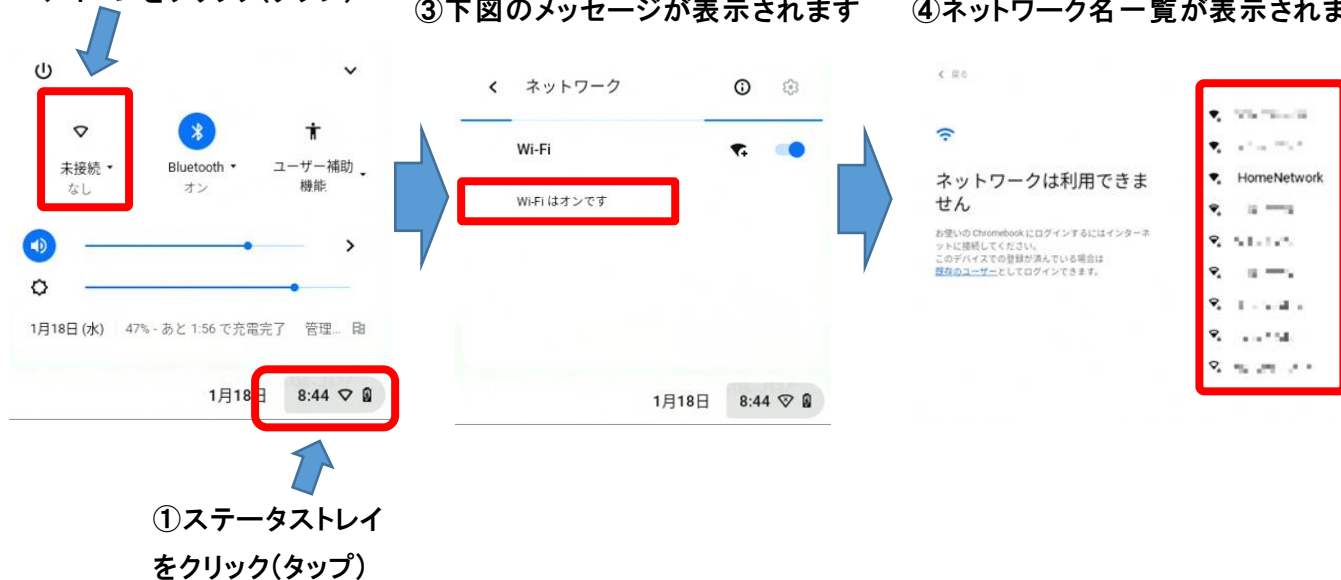 ③下図のメッセージが表示されます
④ネットワーク名一覧が表示されま
未接続
なし
Bluetooth
オン
ユーザー補助
機能
1月18日 (水)
47% - あと 1:56 で充電完了
管理...
1月18日
8:44
①ステータストレイ
をクリック(タップ)
ネットワーク
Wi-Fi
Wi-Fi はオンです
1月18日
8:44
戻る
ネットワークは利用できま
せん
お使いの Chromebook にログインするにはインターネ
ットに接続してください。
このデバイスでの登録が済んでいる場合は
既存のユーザーとしてログインできます。
HomeNetwork